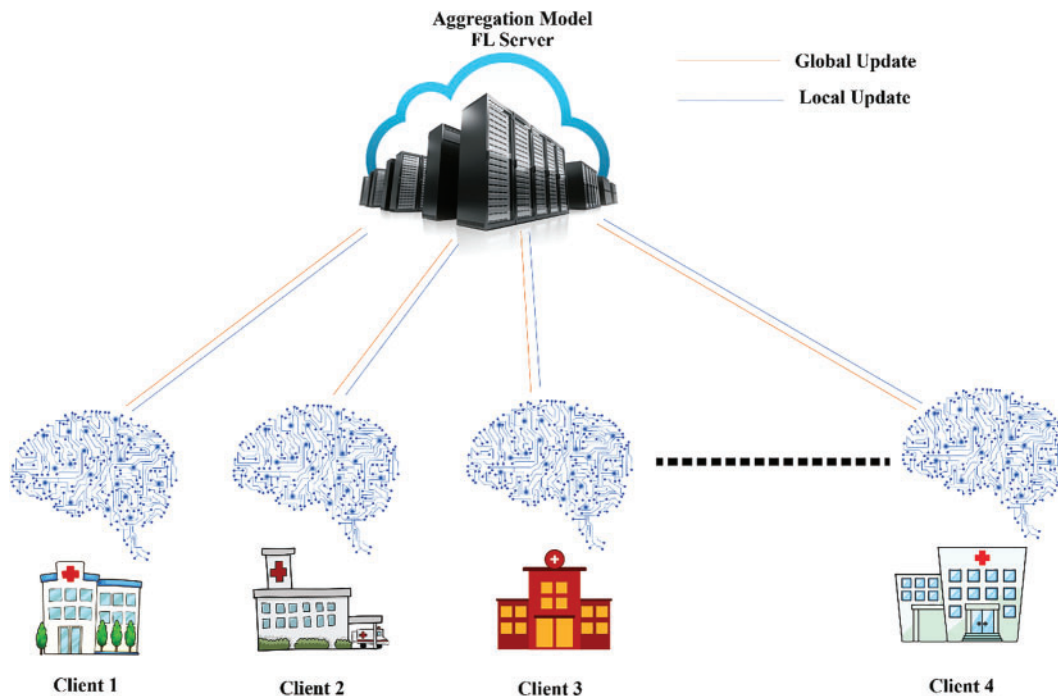 Aggregation Model
FL Server
Global Update
Local Update
Client 1
Client 2
Client 3
Client 4